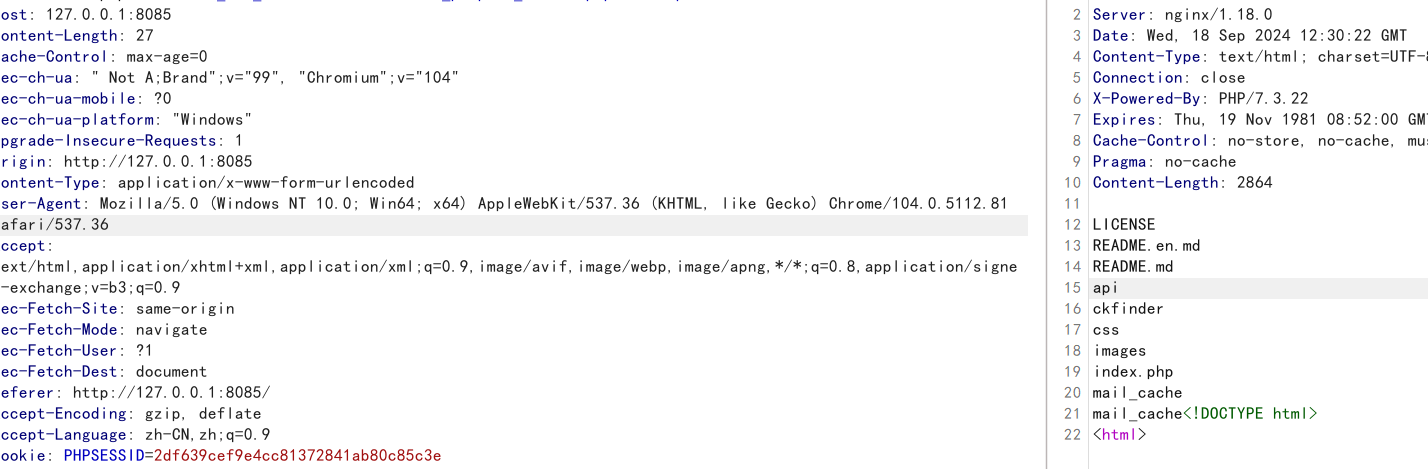 ost: 127.0.0.1:8085
ontent-Length: 27
ache-Control: max-age=0
ec-ch-ua: " Not A;Brand";v="99", "Chromium";v="104"
ec-ch-ua-mobile: ?0
ec-ch-ua-platform: "Windows"
pgrade-Insecure-Requests: 1
rigin: http://127.0.0.1:8085
ontent-Type: application/x-www-form-urlencoded
ser-Agent: Mozilla/5.0 (Windows NT 10.0; Win64; x64) AppleWebKit/537.36 (KHTML, like Gecko) Chrome/104.0.5112.81
afari/537.36
ccept:
ext/html,application/xhtml+xml,application/xml;q=0.9,image/avif,image/webp,image/apng,*/*;q=0.8,application/signe
-exchange;v=b3;q=0.9
ec-Fetch-Site: same-origin
ec-Fetch-Mode: navigate
ec-Fetch-User: ?1
ec-Fetch-Dest: document
eferer: http://127.0.0.1:8085/
ccept-Encoding: gzip, deflate
ccept-Language: zh-CN,zh;q=0.9
ookie: PHPSESSID=2df639cef9e4cc81372841ab80c85c3e
2 Server: nginx/1.18.0
3 Date: Wed, 18 Sep 2024 12:30:22 GMT
4 Content-Type: text/html; charset=UTF-8
5 Connection: close
6 X-Powered-By: PHP/7.3.22
7 Expires: Thu, 19 Nov 1981 08:52:00 GM
8 Cache-Control: no-store, no-cache, mu
9 Pragma: no-cache
10 Content-Length: 2864
11
12 LICENSE
13 README.en.md
14 README.md
15 api
16 ckfinder
17 css
18 images
19 index.php
20 mail_cache
21 mail_cache<!DOCTYPE html>
22 <html>